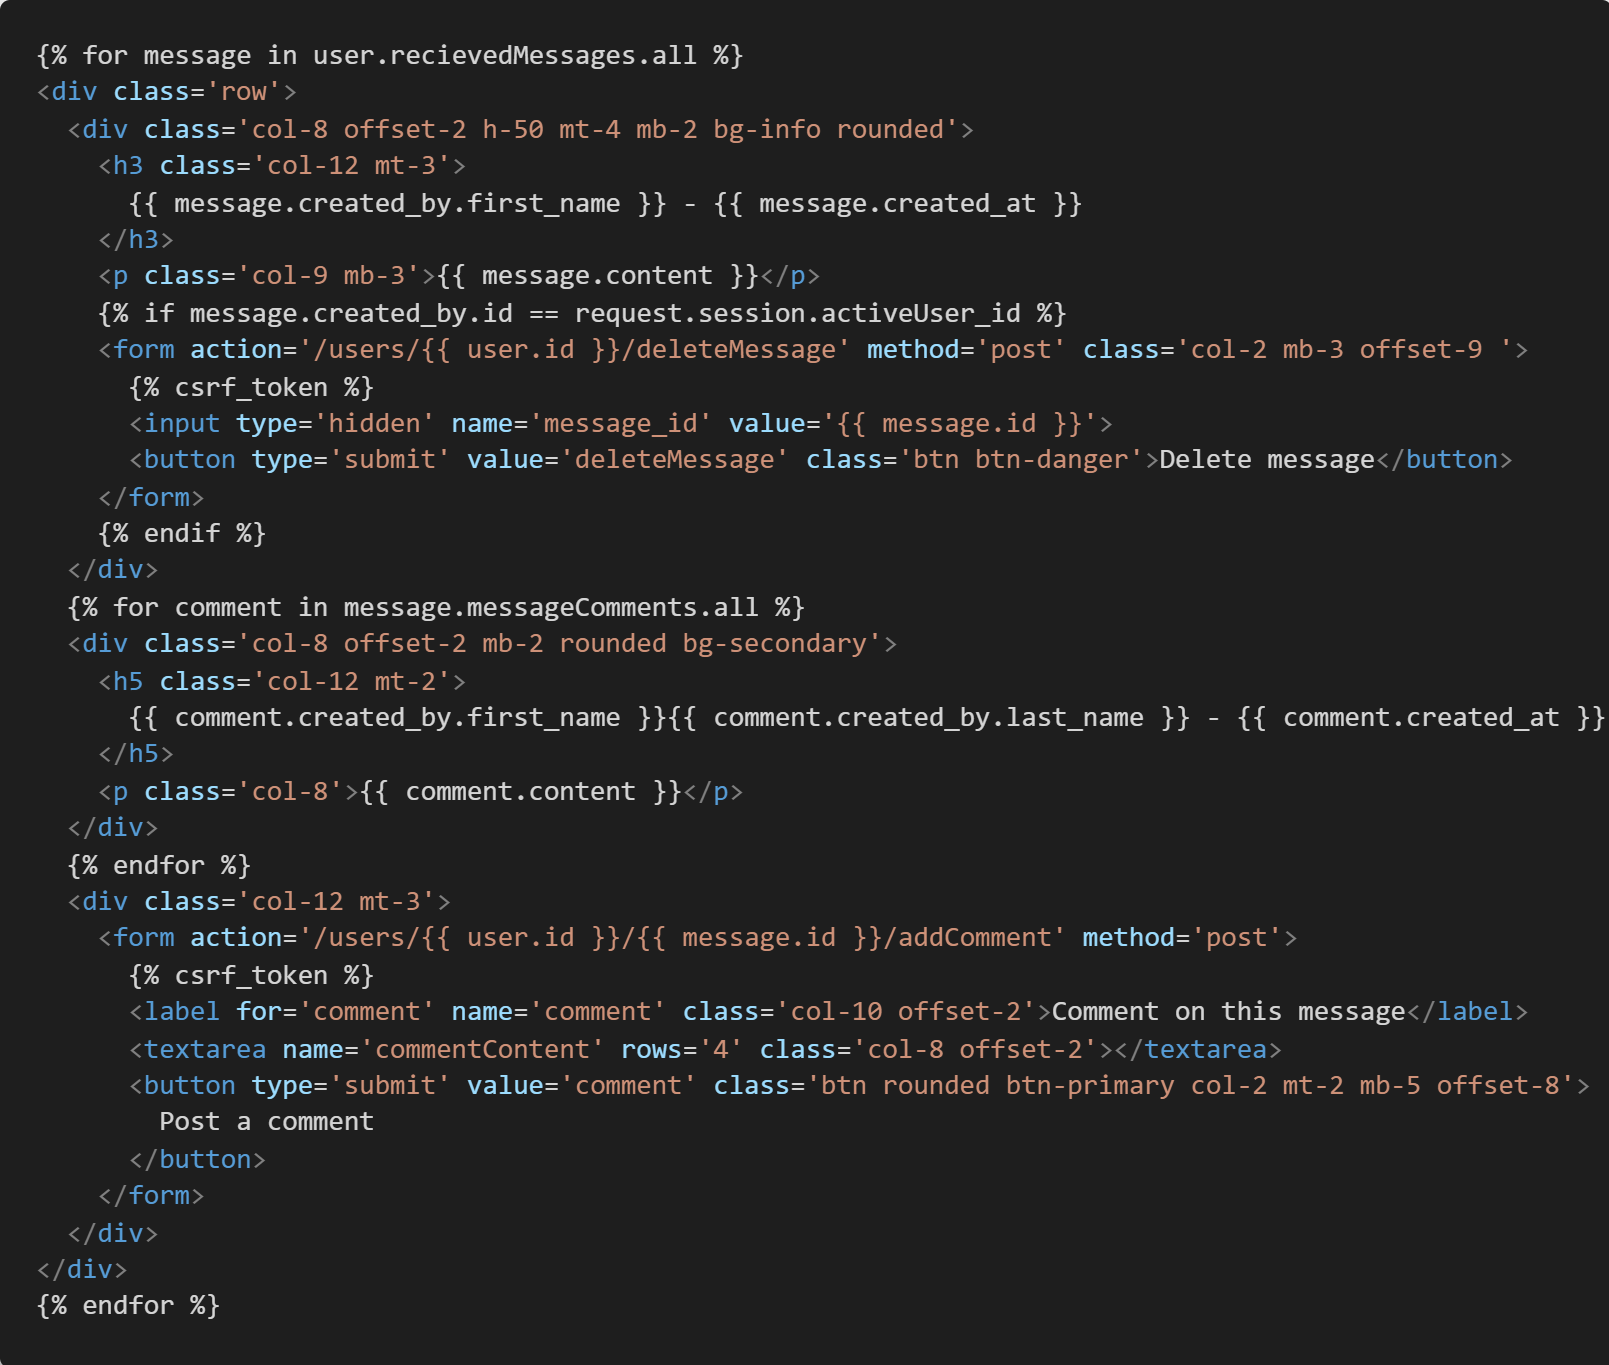 {% for message in user.recievedMessages.all %}
<div class='row'>
  <div class='col-8 offset-2 h-50 mt-4 mb-2 bg-info rounded'>
    <h3 class='col-12 mt-3'>
      {{ message.created_by.first_name }} - {{ message.created_at }}
    </h3>
    <p class='col-9 mb-3'>{{ message.content }}</p>
    {% if message.created_by.id == request.session.activeUser_id %}
    <form action='/users/{{ user.id }}/deleteMessage' method='post' class='col-2 mb-3 offset-9 '>
      {% csrf_token %}
      <input type='hidden' name='message_id' value='{{ message.id }}'>
      <button type='submit' value='deleteMessage' class='btn btn-danger'>Delete message</button>
    </form>
    {% endif %}
  </div>
  {% for comment in message.messageComments.all %}
  <div class='col-8 offset-2 mb-2 rounded bg-secondary'>
    <h5 class='col-12 mt-2'>
      {{ comment.created_by.first_name }}{{ comment.created_by.last_name }} - {{ comment.created_at }}
    </h5>
    <p class='col-8'>{{ comment.content }}</p>
  </div>
  {% endfor %}
  <div class='col-12 mt-3'>
    <form action='/users/{{ user.id }}/{{ message.id }}/addComment' method='post'>
      {% csrf_token %}
      <label for='comment' name='comment' class='col-10 offset-2'>Comment on this message</label>
      <textarea name='commentContent' rows='4' class='col-8 offset-2'></textarea>
      <button type='submit' value='comment' class='btn rounded btn-primary col-2 mt-2 mb-5 offset-8'>
        Post a comment
      </button>
    </form>
  </div>
</div>
{% endfor %}